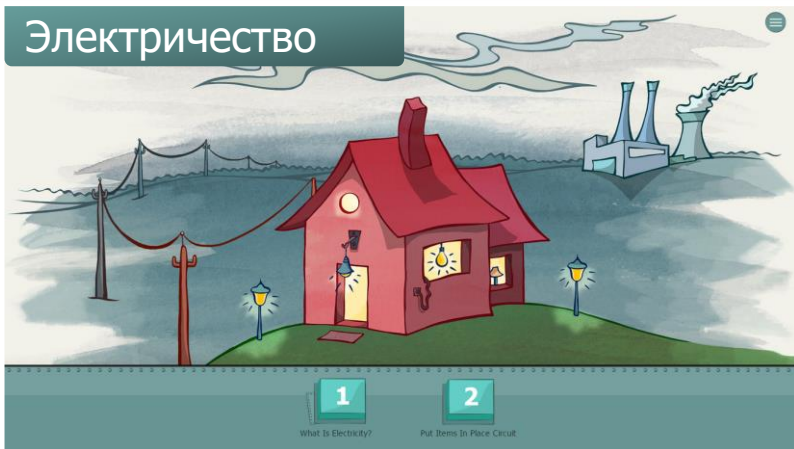 Электричество
1
2
What Is Electricity?
Put Items In Place Circuit